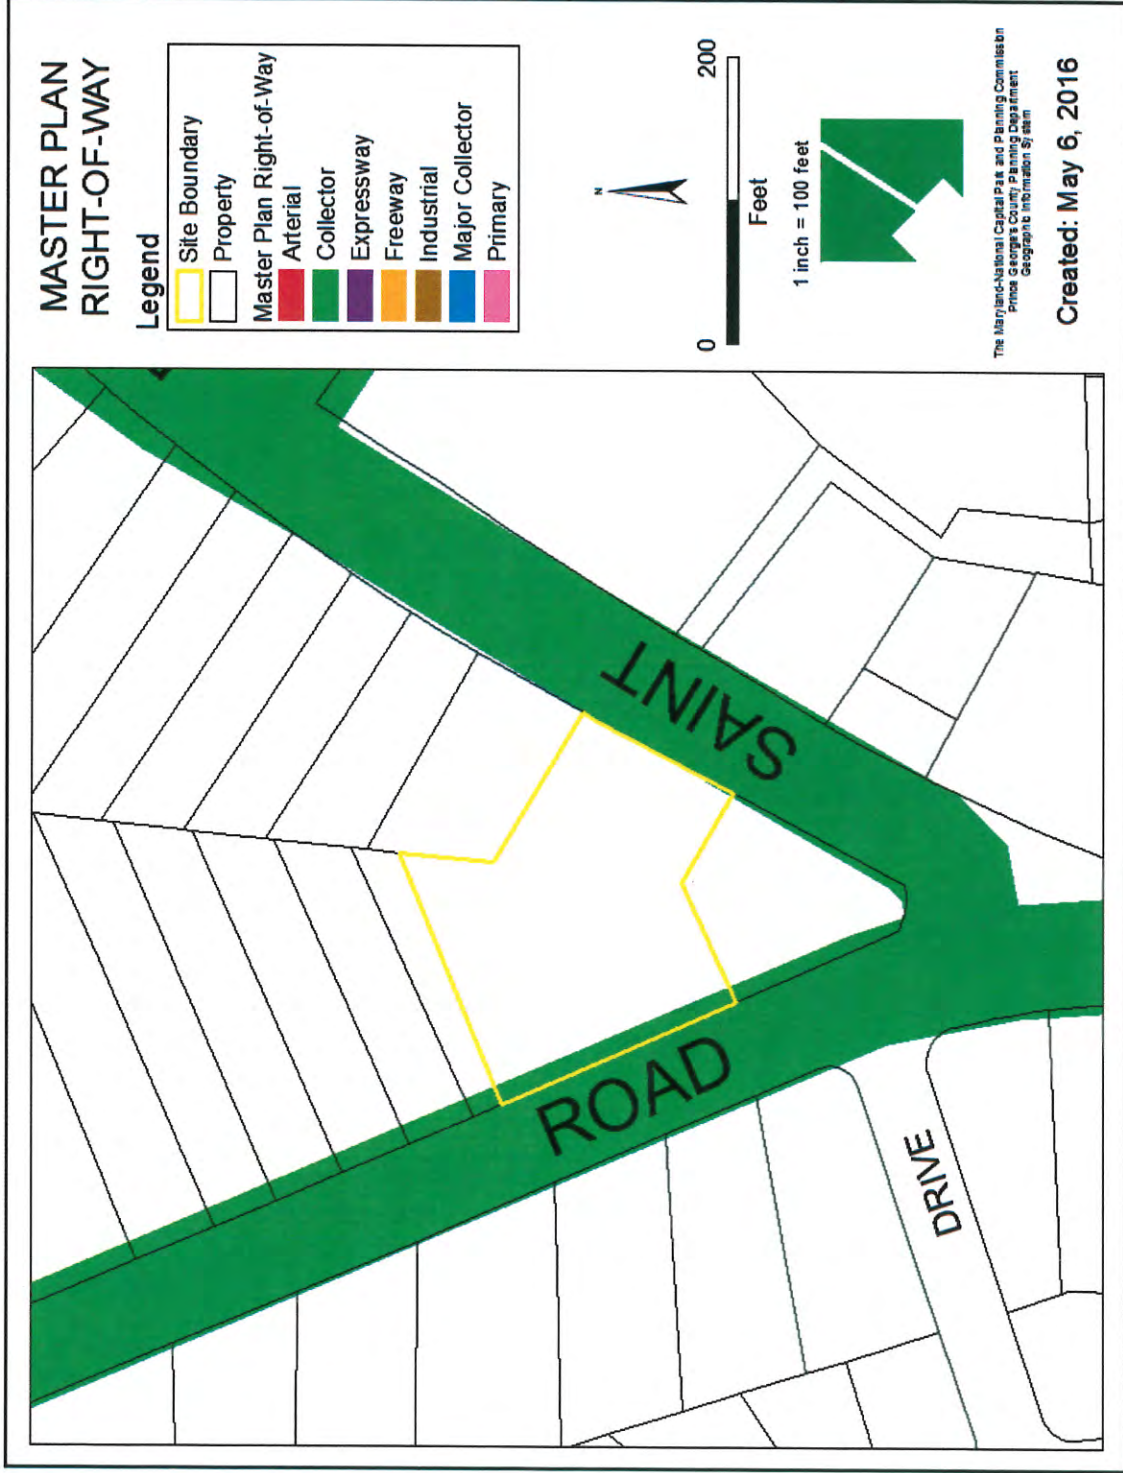 MASTER PLAN
RIGHT-OF-WAY
Legend
Site Boundary
Property
Master Plan Right-of-Way
Arterial
Collector
Expressway
Freeway
Industrial
Major Collector
Primary
N
0 200
Feet
1 inch = 100 feet
The Maryland-National Capital Park and Planning Commission
Prince George's County Planning Department
Geographic Information System
Created: May 6, 2016
SAINT
ROAD
DRIVE